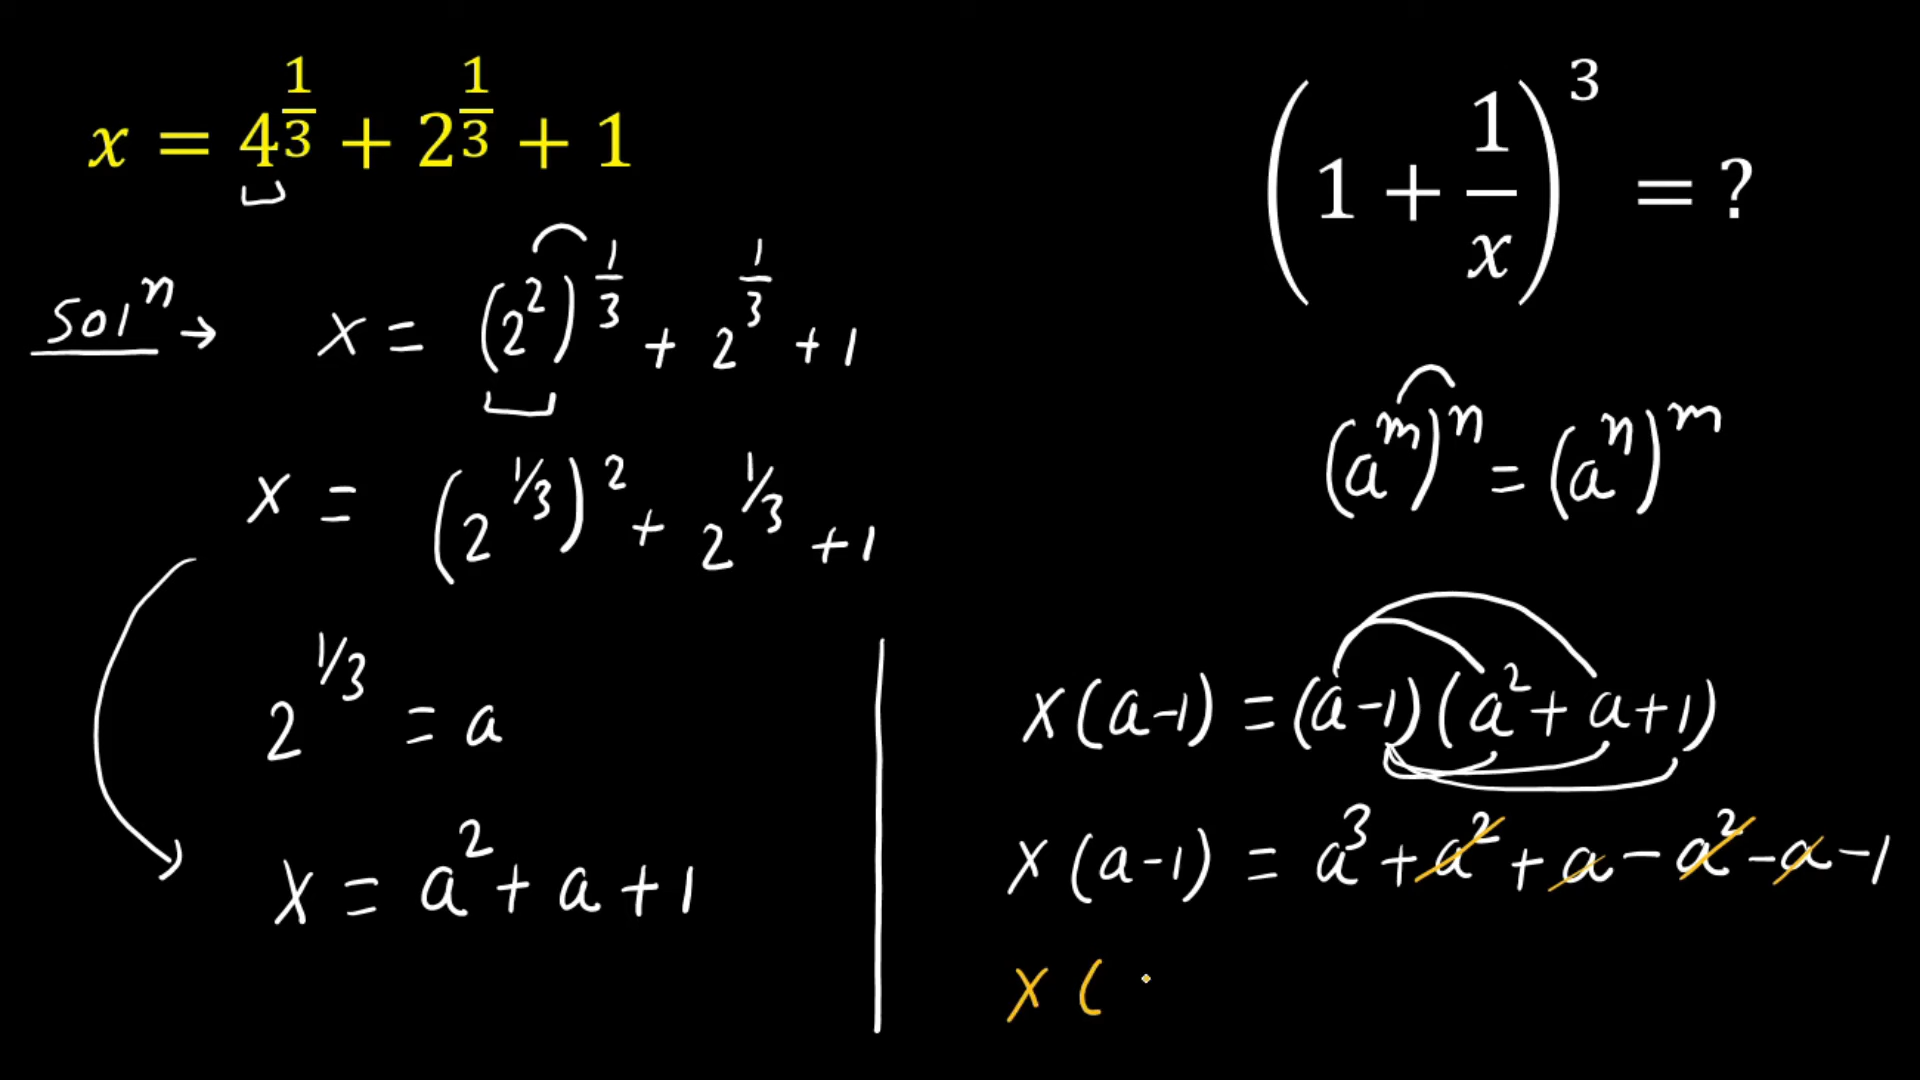 x = 4^(1/3) + 2^(1/3) + 1
(1 + 1/x)^3 = ?
Solⁿ → x = (2^2)^(1/3) + 2^(1/3) + 1
x = (2^(1/3))^2 + 2^(1/3) + 1
(a^m)^n = (a^n)^m
2^(1/3) = a
x = a^2 + a + 1
x(a-1) = (a-1)(a^2 + a + 1)
x(a-1) = a^3 + a^2 + a - a^2 - a - 1
x (